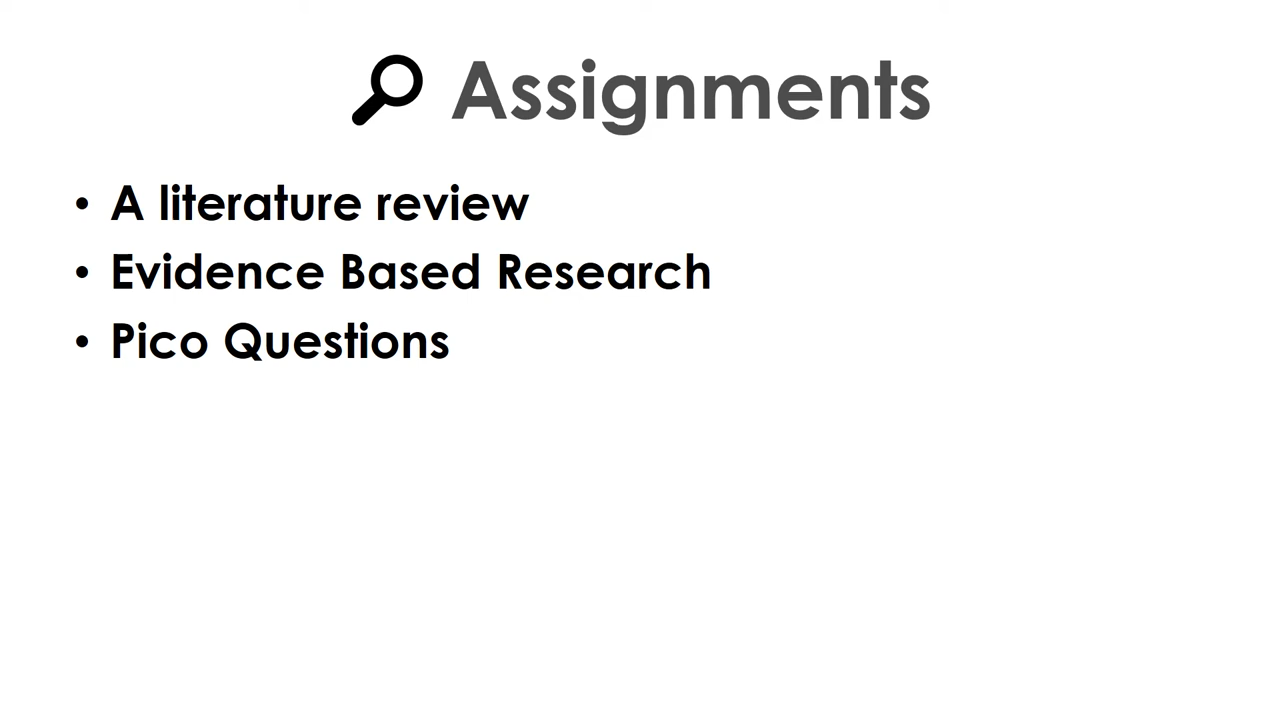 Assignments
• A literature review
• Evidence Based Research
• Pico Questions